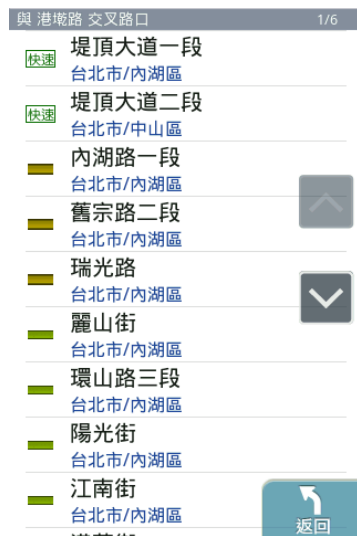 與 港墘路 交叉路口 1/6
快速 堤頂大道一段
台北市/內湖區
快速 堤頂大道二段
台北市/中山區
內湖路一段
台北市/內湖區
舊宗路二段
台北市/內湖區
瑞光路
台北市/內湖區
麗山街
台北市/內湖區
環山路三段
台北市/內湖區
陽光街
台北市/內湖區
江南街
台北市/內湖區
返回